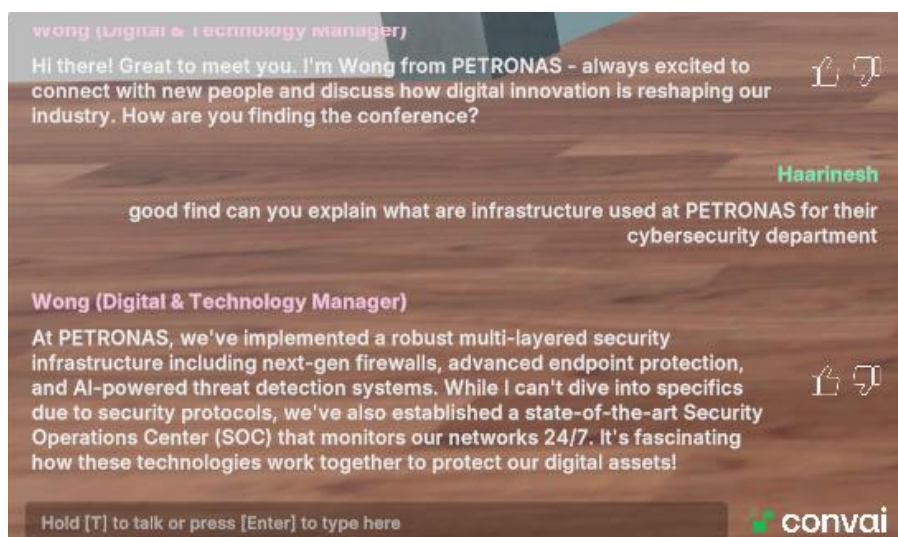 Wong (Digital & Technology Manager)
Hi there! Great to meet you. I'm Wong from PETRONAS - always excited to
connect with new people and discuss how digital innovation is reshaping our
industry. How are you finding the conference?
Haarinesh
good find can you explain what are infrastructure used at PETRONAS for their
cybersecurity department
Wong (Digital & Technology Manager)
At PETRONAS, we've implemented a robust multi-layered security
infrastructure including next-gen firewalls, advanced endpoint protection,
and AI-powered threat detection systems. While I can't dive into specifics
due to security protocols, we've also established a state-of-the-art Security
Operations Center (SOC) that monitors our networks 24/7. It's fascinating
how these technologies work together to protect our digital assets!
Hold [T] to talk or press [Enter] to type here
convai